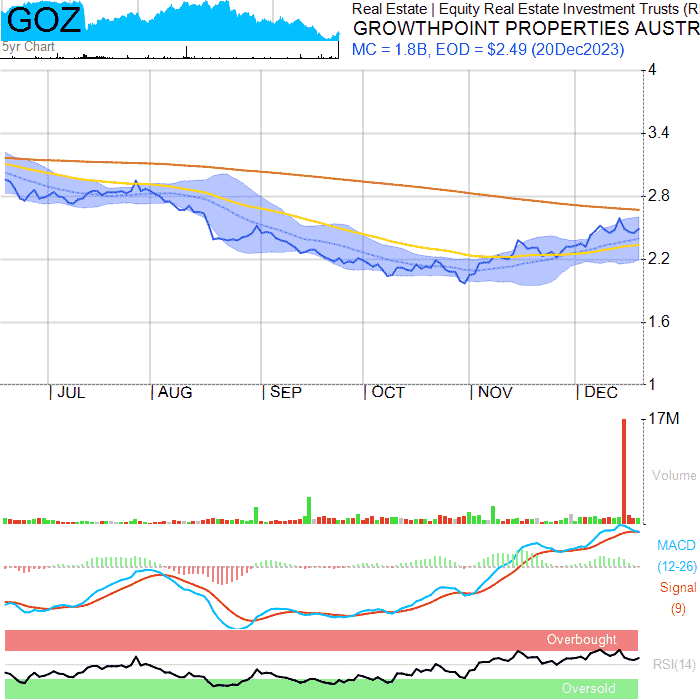 GOZ
Real Estate | Equity Real Estate Investment Trusts (R
GROWTHPOINT PROPERTIES AUSTR
5yr Chart
MC = 1.8B, EOD = $2.49 (20Dec2023)
4
3.4
2.8
2.2
1.6
1
| JUL | AUG | SEP | OCT | NOV | DEC
17M
Volume
MACD
(12-26)
Signal
(9)
Overbought
RSI(14)
Oversold